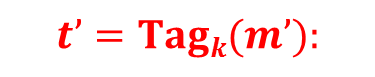 t’ = Tagₖ(m’):